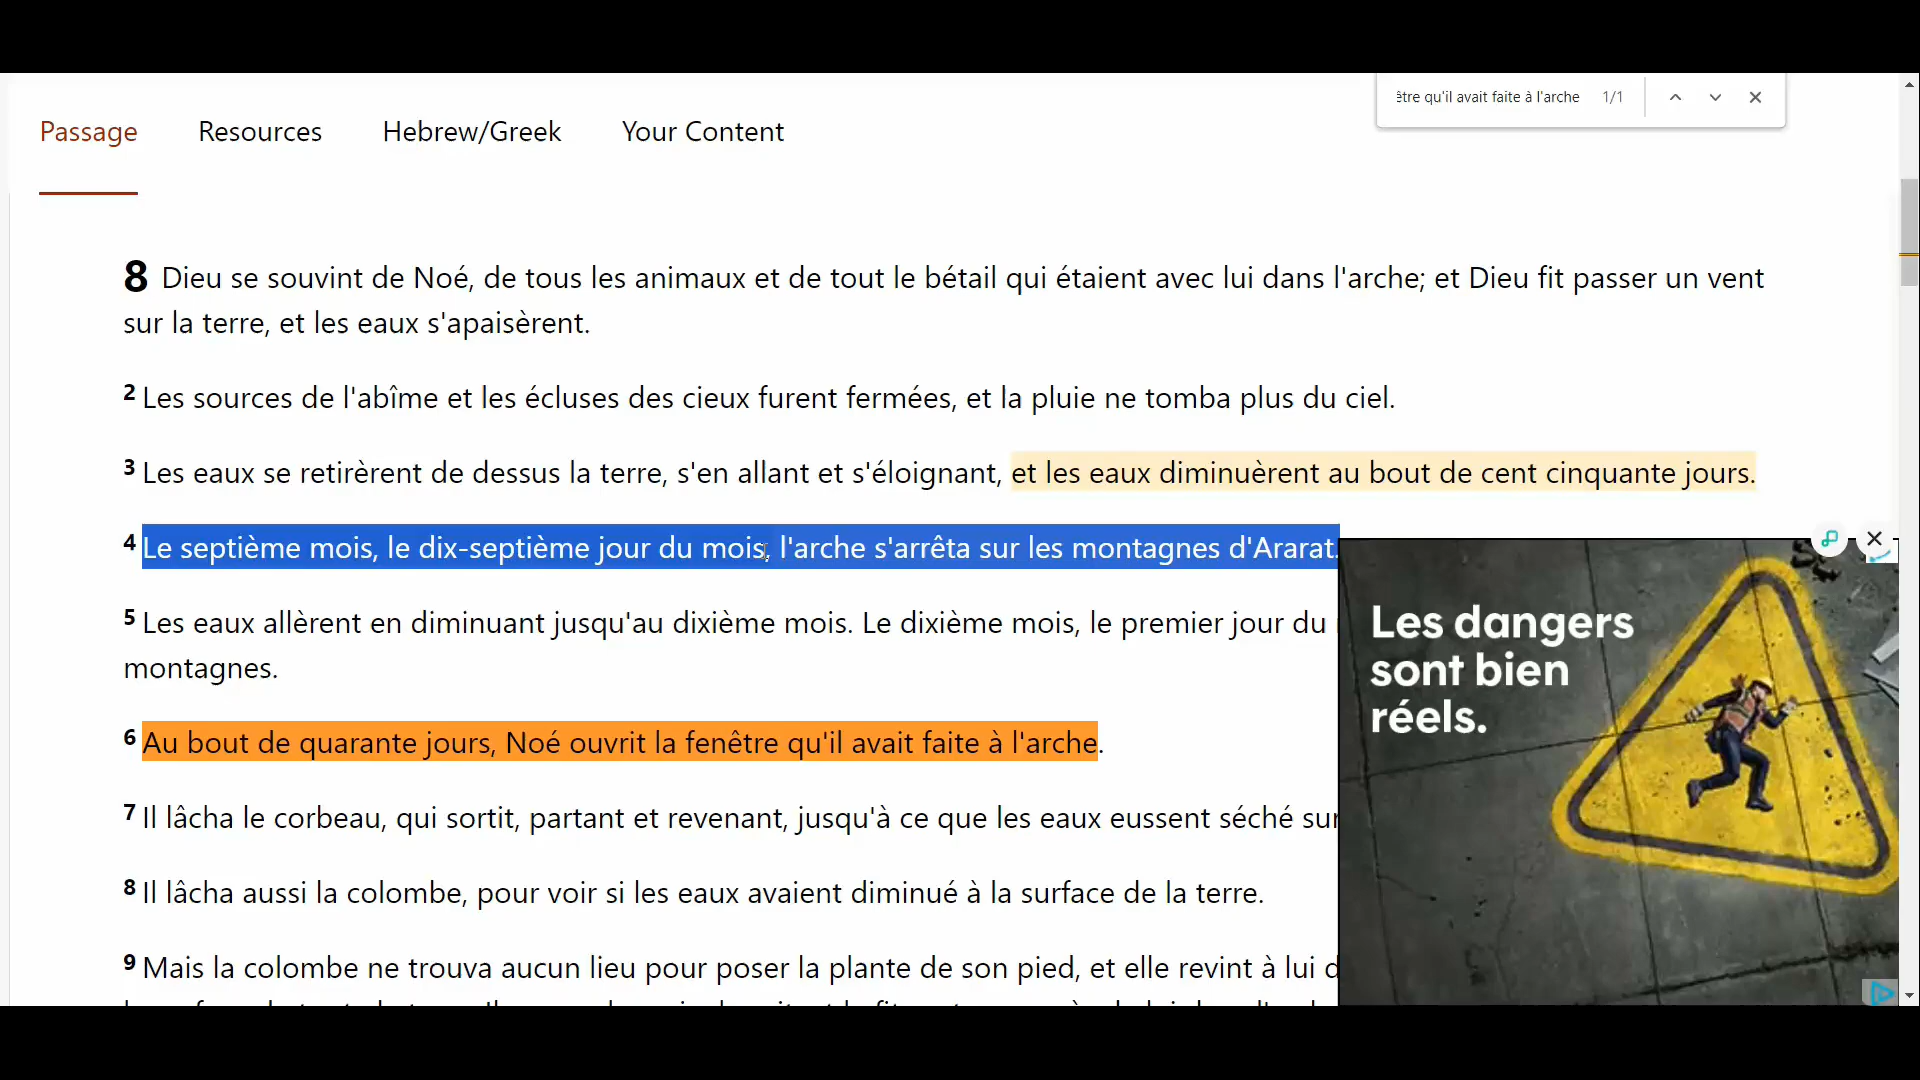 être qu'il avait faite à l'arche 1/1
Passage Resources Hebrew/Greek Your Content
8 Dieu se souvint de Noé, de tous les animaux et de tout le bétail qui étaient avec lui dans l'arche; et Dieu fit passer un vent
sur la terre, et les eaux s'apaisèrent.
2 Les sources de l'abîme et les écluses des cieux furent fermées, et la pluie ne tomba plus du ciel.
3 Les eaux se retirèrent de dessus la terre, s'en allant et s'éloignant, et les eaux diminuèrent au bout de cent cinquante jours.
4 Le septième mois, le dix-septième jour du mois, l'arche s'arrêta sur les montagnes d'Ararat.
5 Les eaux allèrent en diminuant jusqu'au dixième mois. Le dixième mois, le premier jour du
montagnes.
6 Au bout de quarante jours, Noé ouvrit la fenêtre qu'il avait faite à l'arche.
7 Il lâcha le corbeau, qui sortit, partant et revenant, jusqu'à ce que les eaux eussent séché sur
8 Il lâcha aussi la colombe, pour voir si les eaux avaient diminué à la surface de la terre.
9 Mais la colombe ne trouva aucun lieu pour poser la plante de son pied, et elle revint à lui
Les dangers
sont bien
réels.